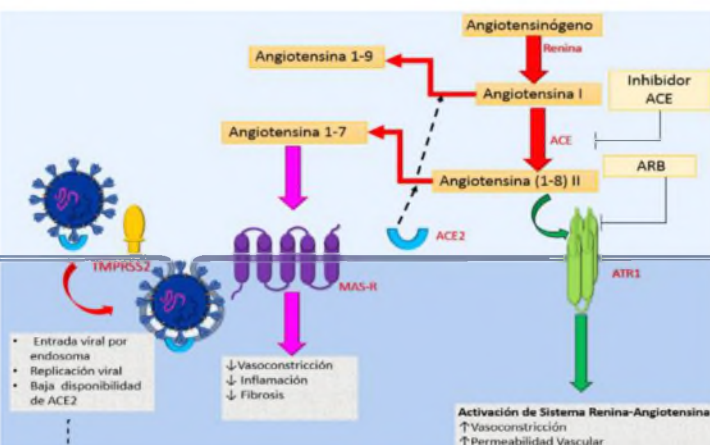 Angiotensinógeno
Renina
Angiotensina 1-9
Angiotensina I
Inhibidor
ACE
ACE
Angiotensina 1-7
ARB
Angiotensina (1-8) II
ACE2
TMPRSS2
MAS-R
ATR1
• Entrada viral por
endosoma
• Replicación viral
• Baja disponibilidad
de ACE2
↓Vasoconstricción
↓ Inflamación
↓ Fibrosis
Activación de Sistema Renina-Angiotensina
↑Vasoconstricción
↑Permeabilidad Vascular